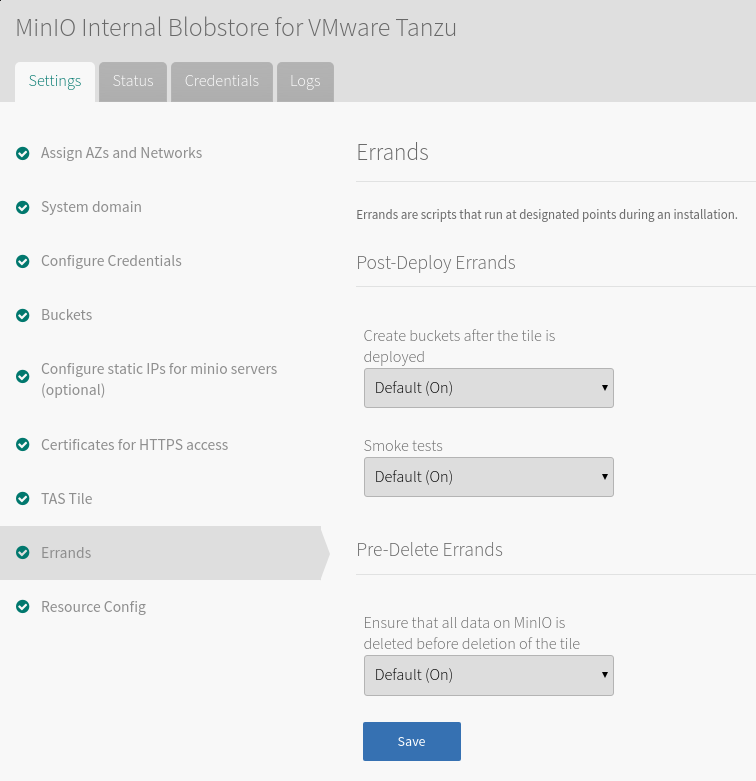 MinIO Internal Blobstore for VMware Tanzu
Settings
Status
Credentials
Logs
Assign AZs and Networks
System domain
Configure Credentials
Buckets
Configure static IPs for minio servers
(optional)
Certificates for HTTPS access
TAS Tile
Errands
Resource Config
Errands
Errands are scripts that run at designated points during an installation.
Post-Deploy Errands
Create buckets after the tile is
deployed
Default (On)
Smoke tests
Default (On)
Pre-Delete Errands
Ensure that all data on MinIO is
deleted before deletion of the tile
Default (On)
Save